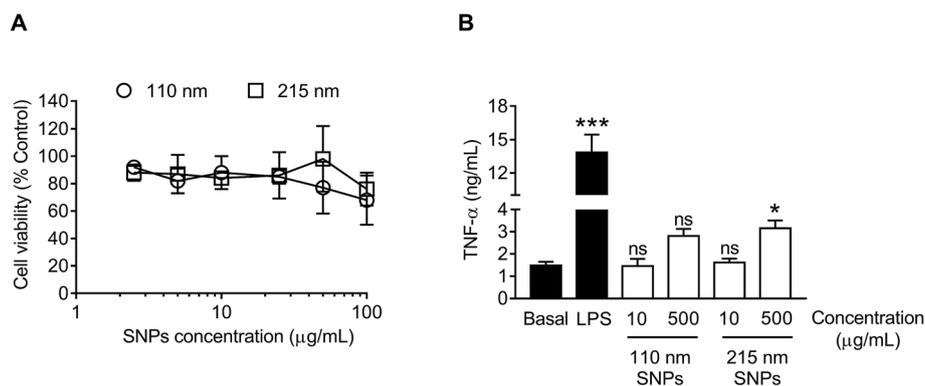 A
B
110 nm
215 nm
140
120
100
80
60
40
20
0
1
10
100
Cell viability (% Control)
SNPs concentration (μg/mL)
TNF-α (ng/mL)
18
15
12
4
3
2
1
0
***
ns
ns
ns
*
Basal LPS 10 500 10 500 Concentration
(μg/mL)
110 nm 215 nm
SNPs SNPs